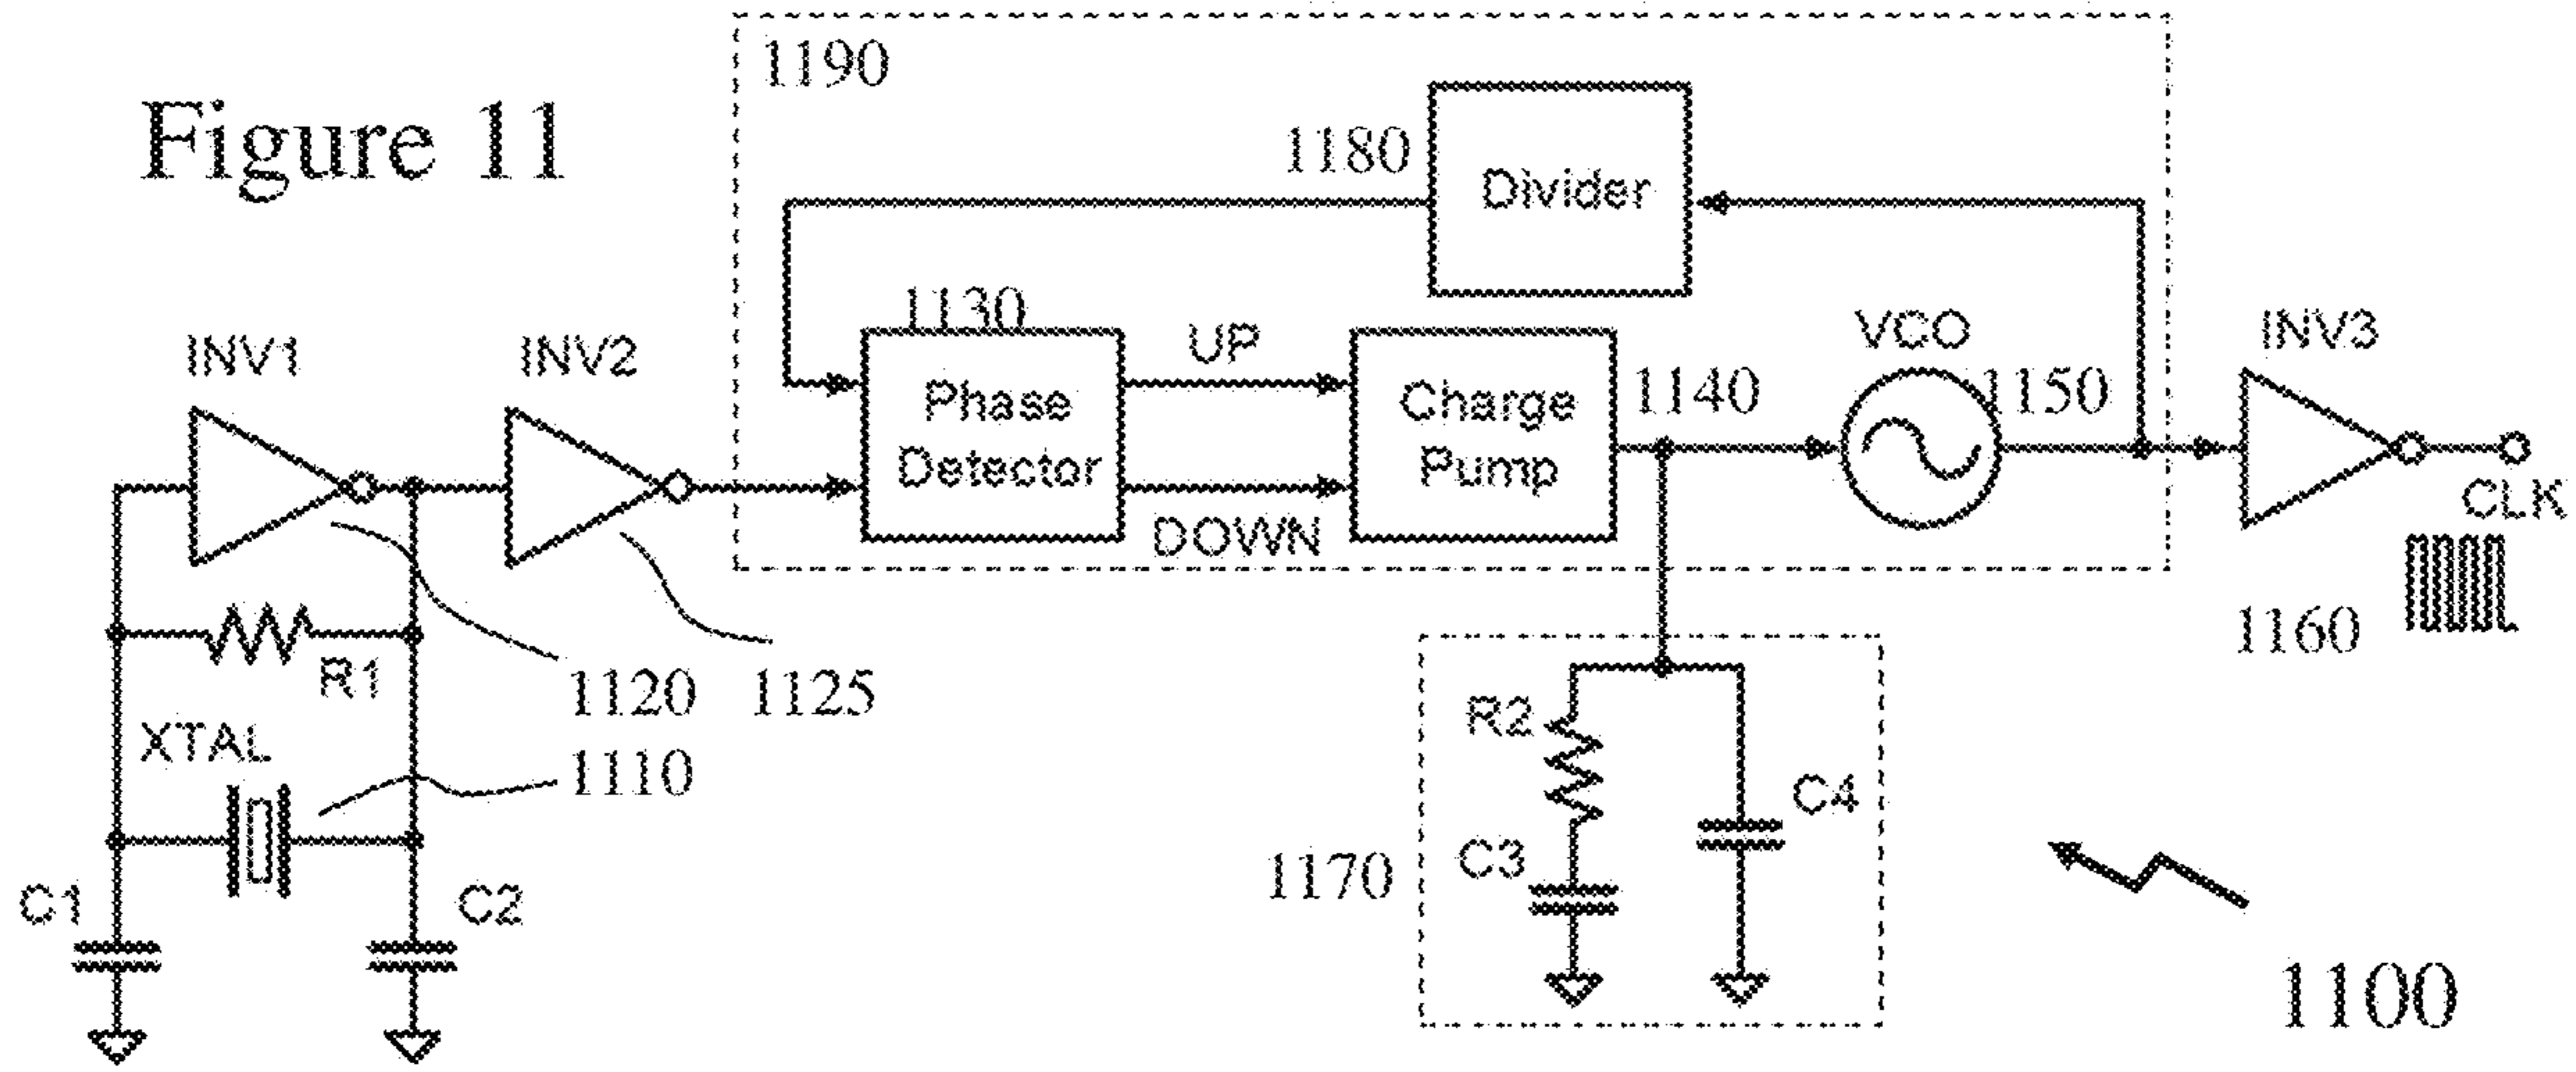 Figure 11
1190
1180
Divider
1130
INV1
INV2
UP
VCO
INV3
Phase
Detector
Charge
Pump
1140
1150
DOWN
CLK
1160
R1
1120
1125
XTAL
1110
R2
C4
C3
1170
C1
C2
1100